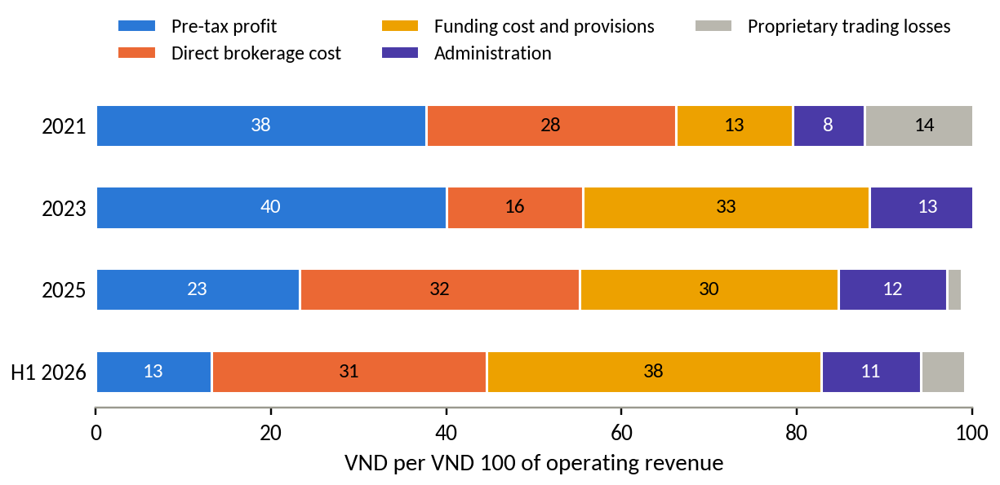 Pre-tax profit
Funding cost and provisions
Proprietary trading losses
Direct brokerage cost
Administration
2021 38 28 13 8 14
2023 40 16 33 13
2025 23 32 30 12
H1 2026 13 31 38 11
0 20 40 60 80 100
VND per VND 100 of operating revenue